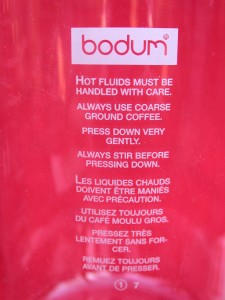 bodum
HOT FLUIDS MUST BE
HANDLED WITH CARE.
ALWAYS USE COARSE
GROUND COFFEE.
PRESS DOWN VERY
GENTLY.
ALWAYS STIR BEFORE
PRESSING DOWN.
LES LIQUIDES CHAUDS
DOIVENT ÊTRE MANIÉS
AVEC PRÉCAUTION.
UTILISEZ TOUJOURS
DU CAFÉ MOULU GROS.
PRESSEZ TRÈS
LENTEMENT SANS FOR-
CER.
REMUEZ TOUJOURS
AVANT DE PRESSER.
① 7